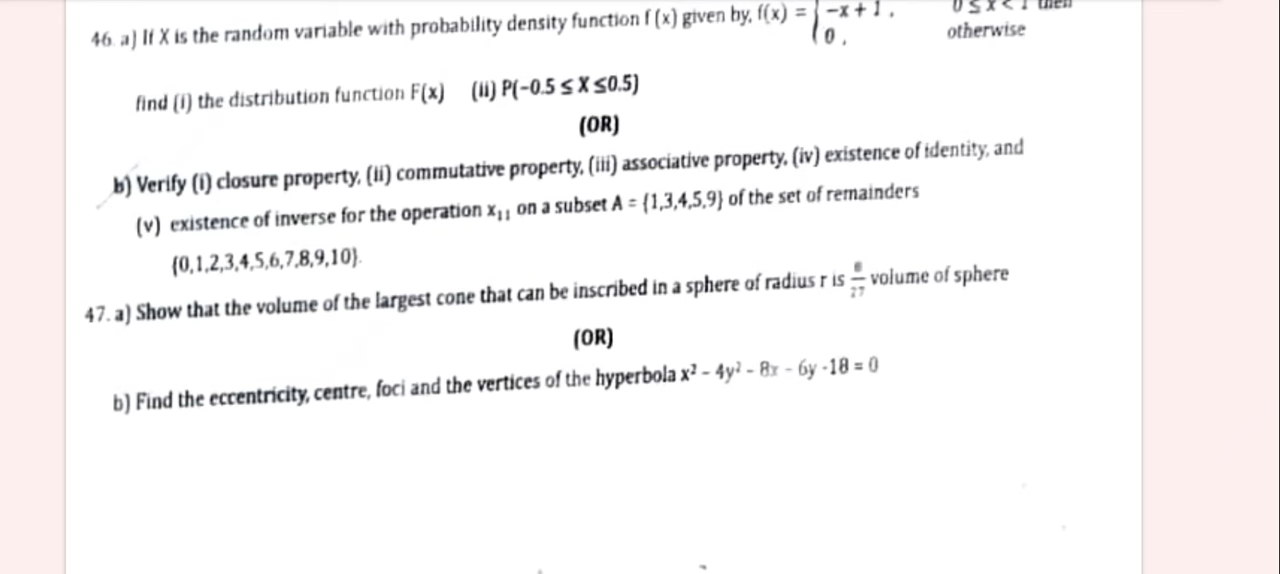 46. a) If X is the random variable with probability density function f (x) given by, f(x) = { -x + 1 , 0 ≤ x < 1 then
0 , otherwise
find (i) the distribution function F(x) (ii) P(-0.5 ≤ X ≤0.5)
(OR)
b) Verify (i) closure property, (ii) commutative property, (iii) associative property, (iv) existence of identity, and
(v) existence of inverse for the operation x₁₁ on a subset A = {1,3,4,5,9} of the set of remainders
{0,1,2,3,4,5,6,7,8,9,10}.
47. a) Show that the volume of the largest cone that can be inscribed in a sphere of radius r is 8/27 volume of sphere
(OR)
b) Find the eccentricity, centre, foci and the vertices of the hyperbola x² – 4y² – 8x – 6y -18 = 0